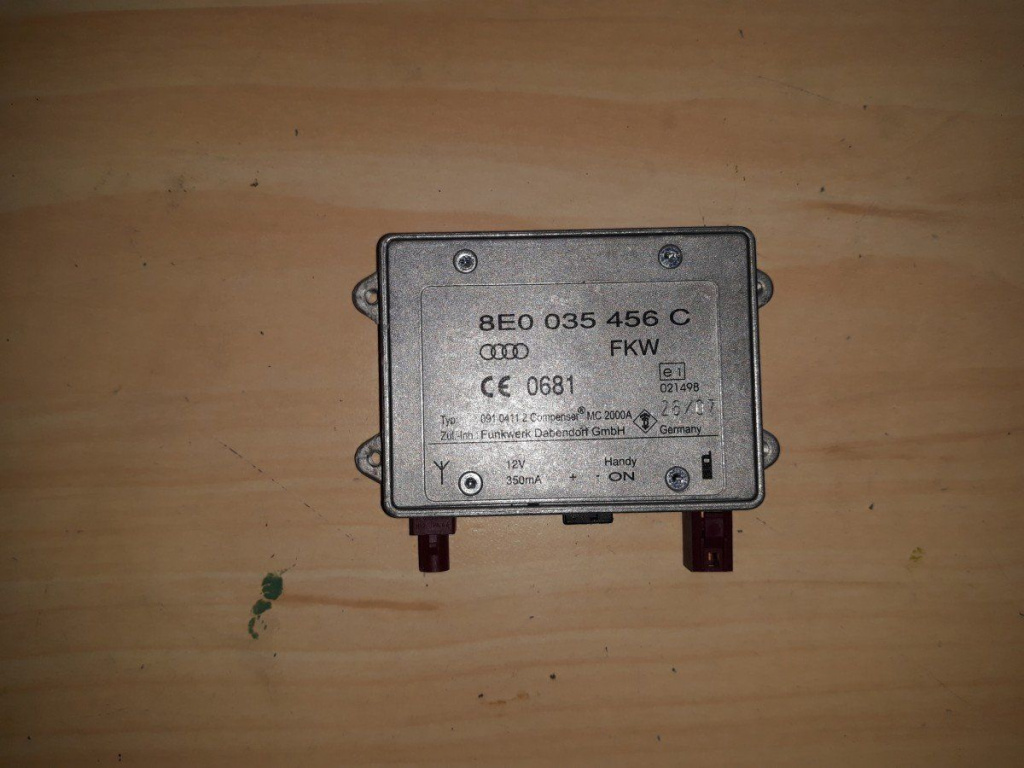 8E0 035 456 C
FKW
CE 0681
e1
021498
26/07
Typ 091 0411 2 Compenser® MC 2000A
Zul.-Inh.: Funkwerk Dabendorf GmbH Germany
12V Handy
350mA + - ON